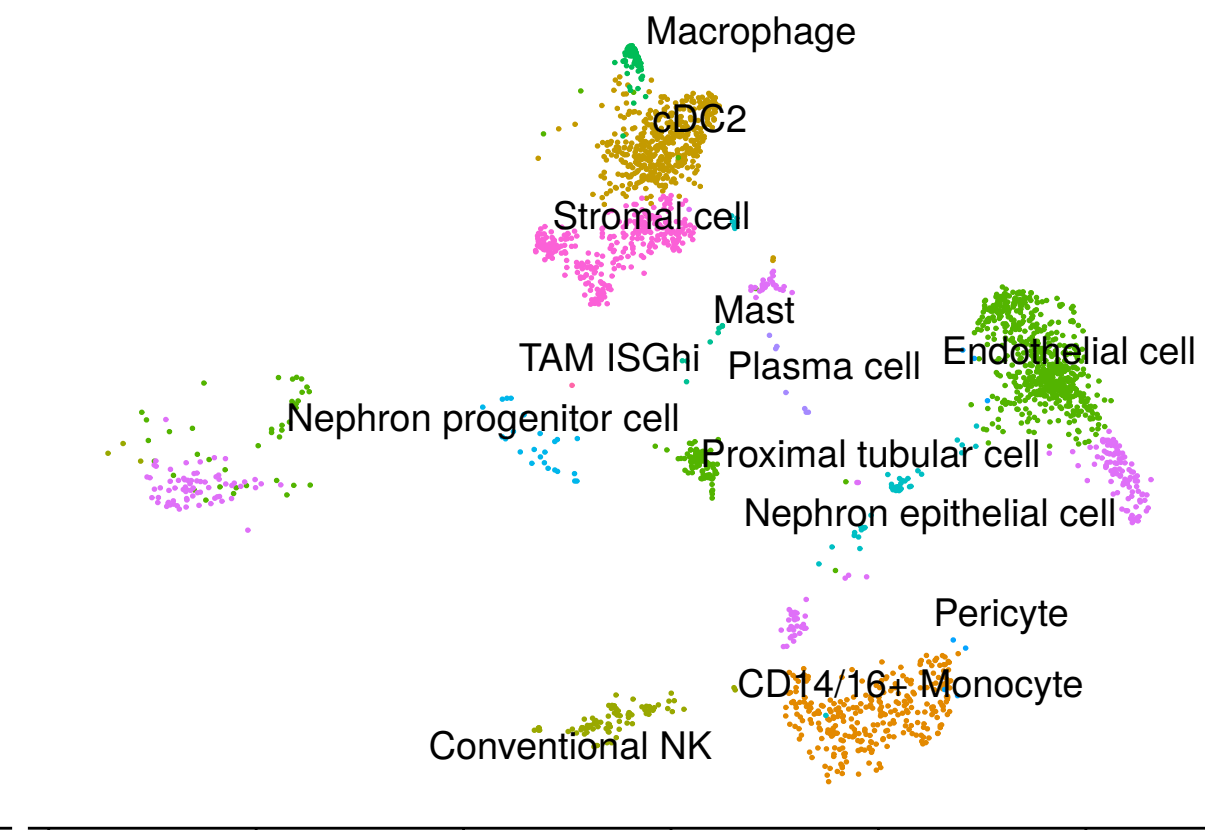 Macrophage
cDC2
Stromal cell
Mast
TAM ISGhi
Plasma cell
Endothelial cell
Nephron progenitor cell
Proximal tubular cell
Nephron epithelial cell
Pericyte
CD14/16+ Monocyte
Conventional NK